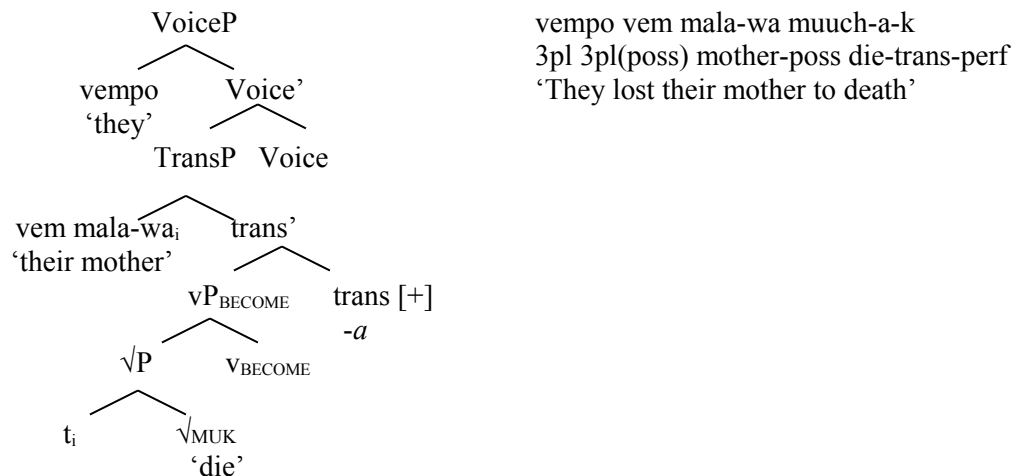 VoiceP
vempo vem mala-wa muuch-a-k
3pl 3pl(poss) mother-poss die-trans-perf
‘They lost their mother to death’
vempo Voice’
‘they’
TransP Voice
vem mala-waᵢ trans’
‘their mother’
vPBECOME trans [+]
-a
√P vBECOME
tᵢ √MUK
‘die’